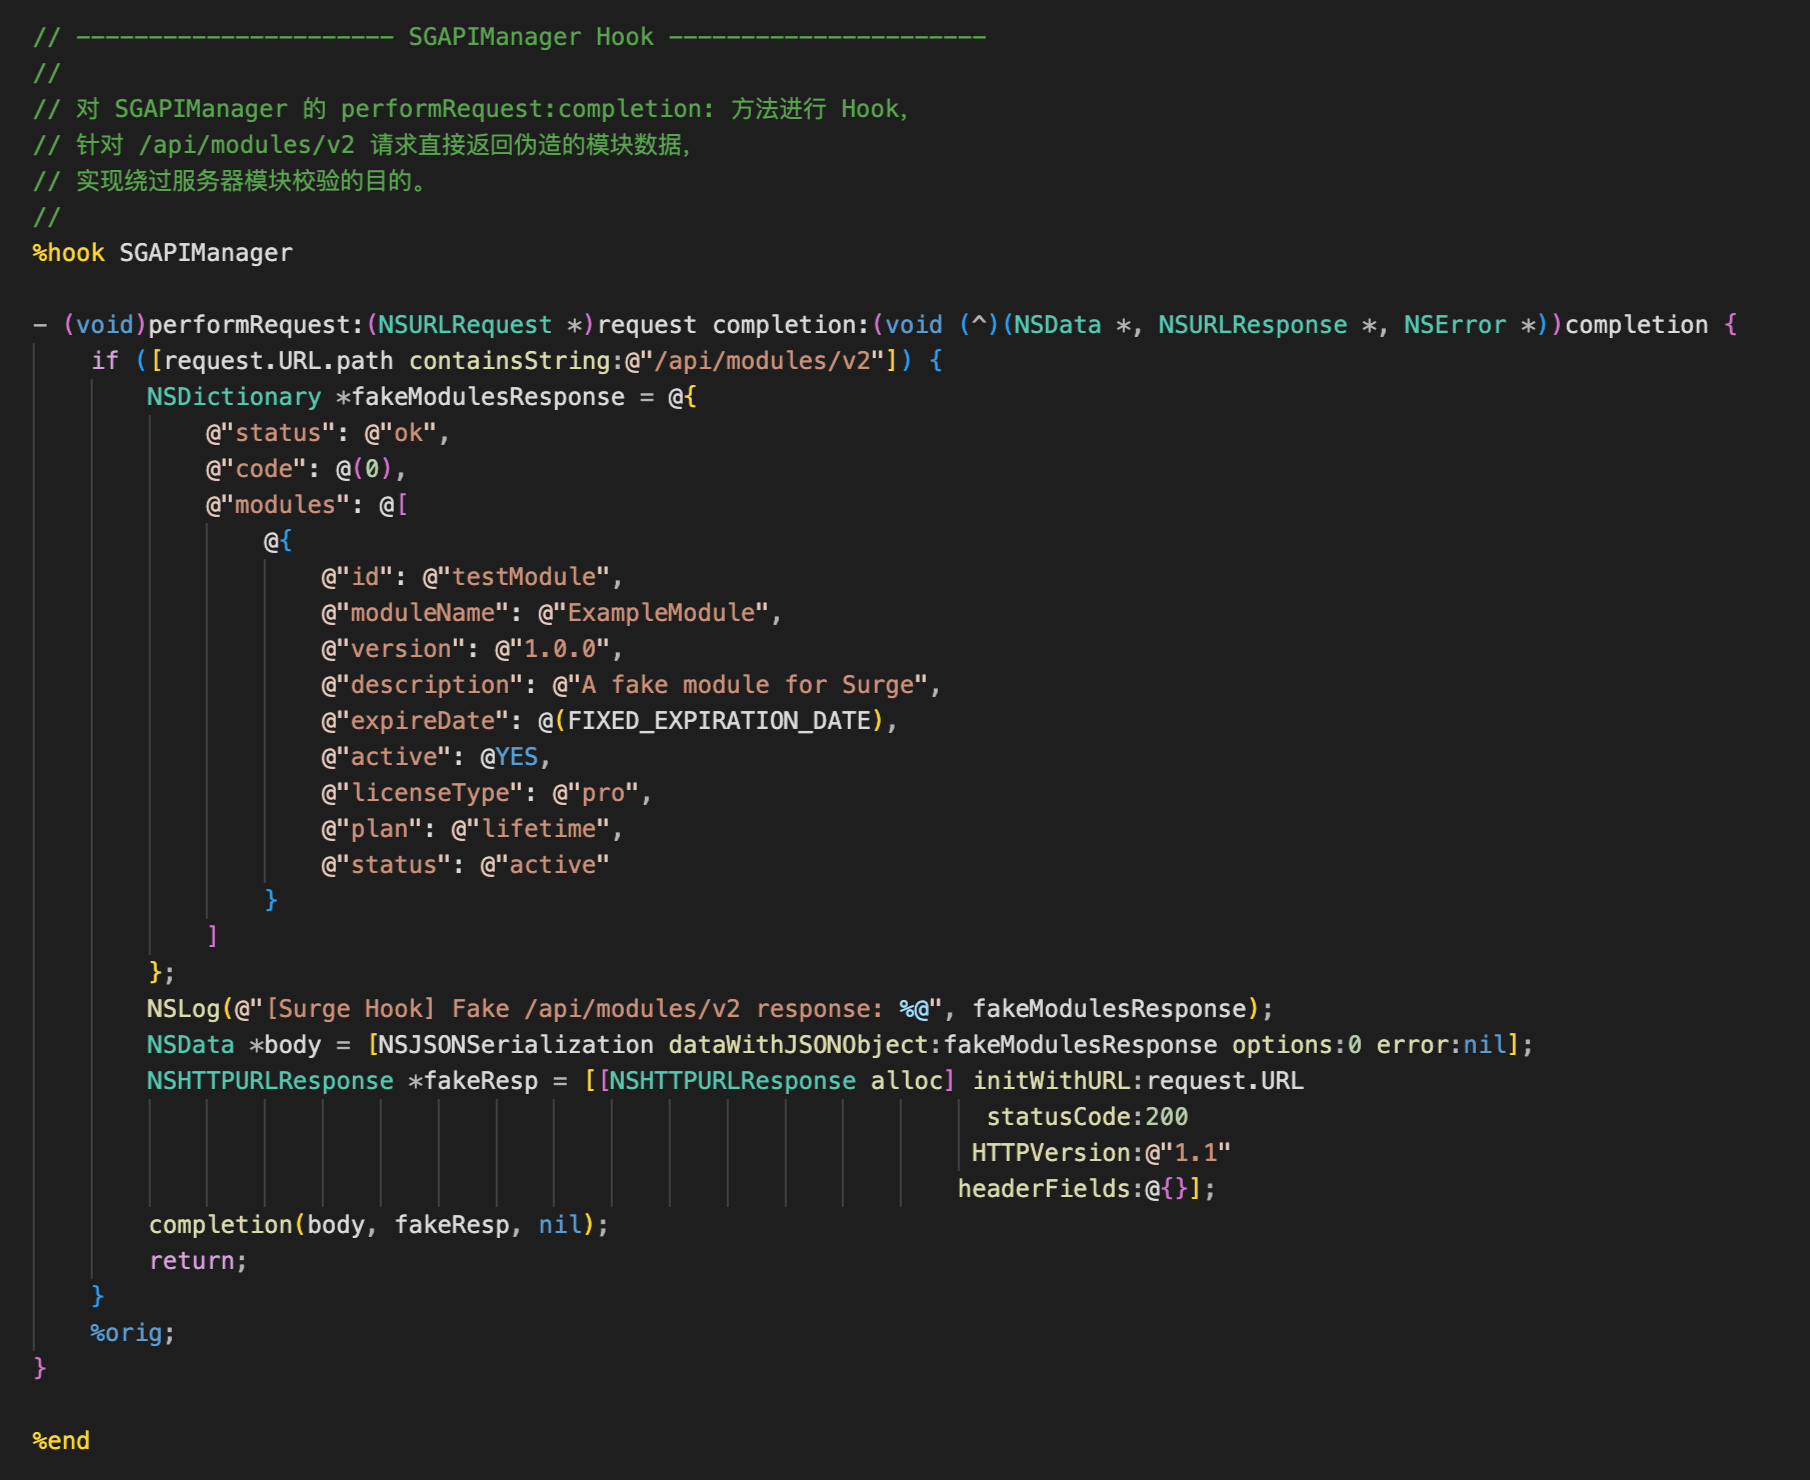 // ---------------------- SGAPIManager Hook ----------------------
//
// 对 SGAPIManager 的 performRequest:completion: 方法进行 Hook，
// 针对 /api/modules/v2 请求直接返回伪造的模块数据，
// 实现绕过服务器模块校验的目的。
//
%hook SGAPIManager
- (void)performRequest:(NSURLRequest *)request completion:(void (^)(NSData *, NSURLResponse *, NSError *))completion {
if ([request.URL.path containsString:@"/api/modules/v2"]) {
NSDictionary *fakeModulesResponse = @{
@"status": @"ok",
@"code": @(0),
@"modules": @[
@{
@"id": @"testModule",
@"moduleName": @"ExampleModule",
@"version": @"1.0.0",
@"description": @"A fake module for Surge",
@"expireDate": @(FIXED_EXPIRATION_DATE),
@"active": @YES,
@"licenseType": @"pro",
@"plan": @"lifetime",
@"status": @"active"
}
]
};
NSLog(@"[Surge Hook] Fake /api/modules/v2 response: %@", fakeModulesResponse);
NSData *body = [NSJSONSerialization dataWithJSONObject:fakeModulesResponse options:0 error:nil];
NSHTTPURLResponse *fakeResp = [[NSHTTPURLResponse alloc] initWithURL:request.URL
statusCode:200
HTTPVersion:@"1.1"
headerFields:@{}];
completion(body, fakeResp, nil);
return;
}
%orig;
}
%end